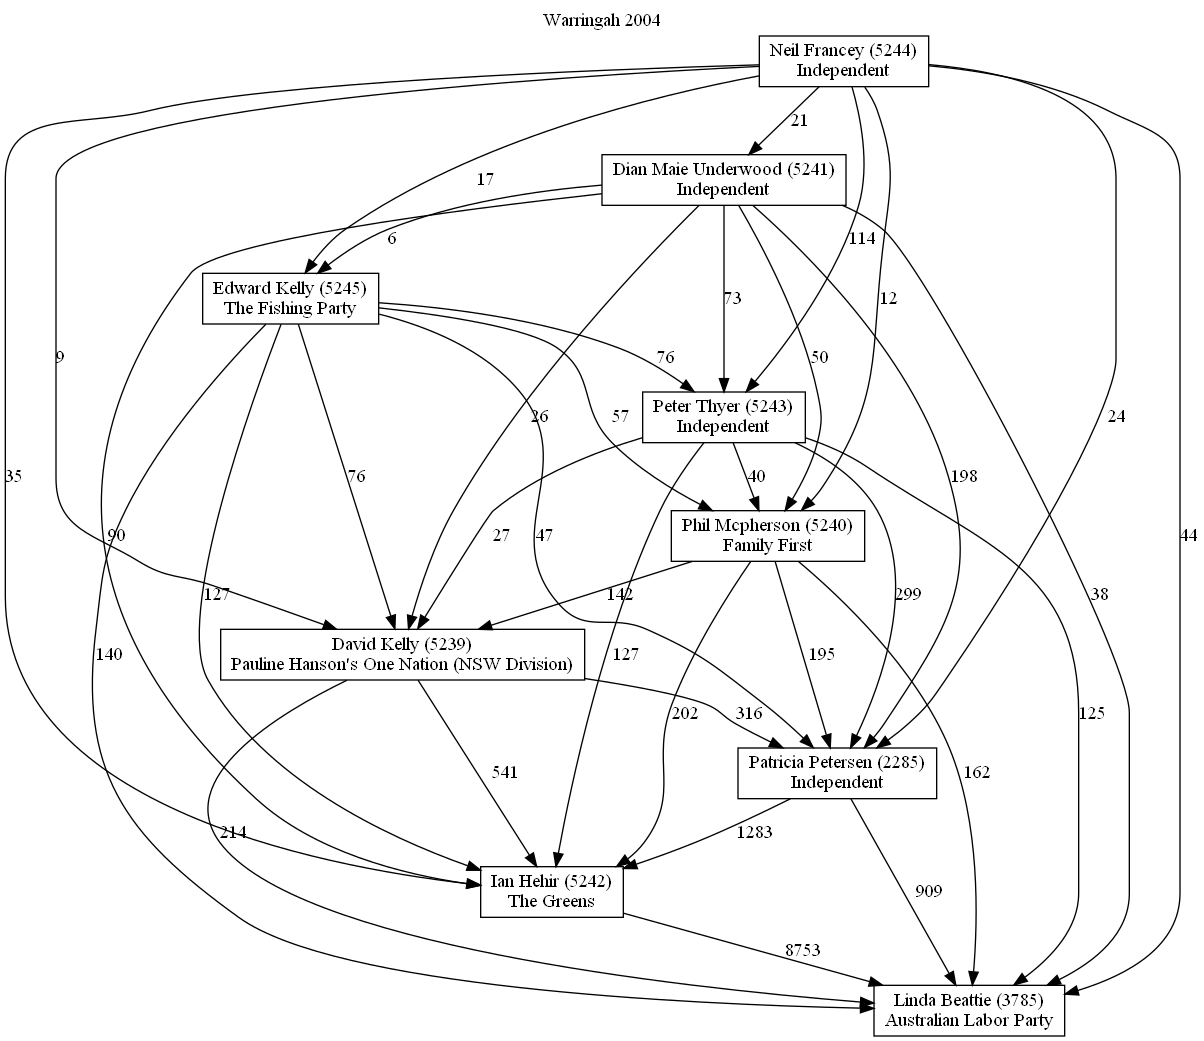 Warringah 2004
Neil Francey (5244)
Independent
21
Dian Maie Underwood (5241)
Independent
17
6
114
Edward Kelly (5245)
The Fishing Party
73
12
9
76
50
Peter Thyer (5243)
Independent
26
57
24
35
76
40
198
Phil Mcpherson (5240)
Family First
90
27
47
44
127
142
299
38
David Kelly (5239)
Pauline Hanson's One Nation (NSW Division)
140
127
195
202
316
125
Patricia Petersen (2285)
Independent
541
162
214
1283
Ian Hehir (5242)
The Greens
909
8753
Linda Beattie (3785)
Australian Labor Party